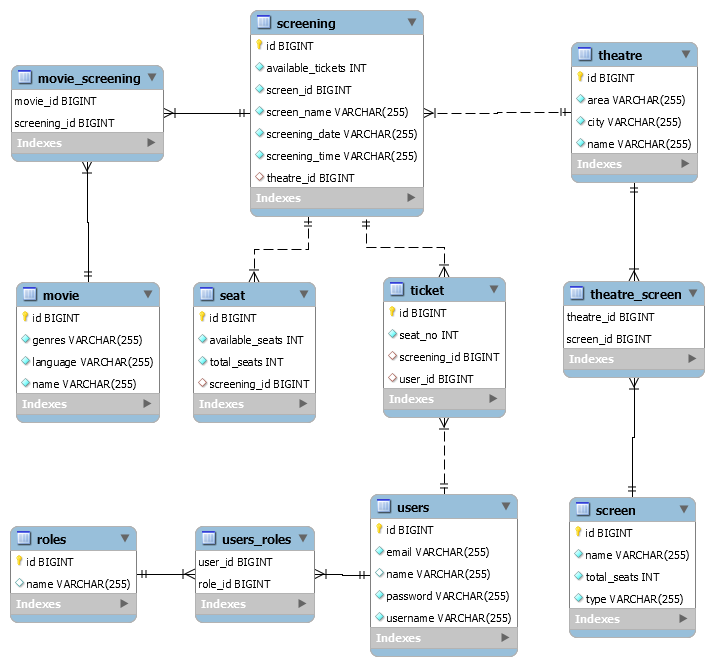 screening
id BIGINT
available_tickets INT
screen_id BIGINT
screen_name VARCHAR(255)
screening_date VARCHAR(255)
screening_time VARCHAR(255)
theatre_id BIGINT
Indexes
theatre
id BIGINT
area VARCHAR(255)
city VARCHAR(255)
name VARCHAR(255)
Indexes
movie_screening
movie_id BIGINT
screening_id BIGINT
Indexes
movie
id BIGINT
genres VARCHAR(255)
language VARCHAR(255)
name VARCHAR(255)
Indexes
seat
id BIGINT
available_seats INT
total_seats INT
screening_id BIGINT
Indexes
ticket
id BIGINT
seat_no INT
screening_id BIGINT
user_id BIGINT
Indexes
theatre_screen
theatre_id BIGINT
screen_id BIGINT
Indexes
roles
id BIGINT
name VARCHAR(255)
Indexes
users_roles
user_id BIGINT
role_id BIGINT
Indexes
users
id BIGINT
email VARCHAR(255)
name VARCHAR(255)
password VARCHAR(255)
username VARCHAR(255)
Indexes
screen
id BIGINT
name VARCHAR(255)
total_seats INT
type VARCHAR(255)
Indexes